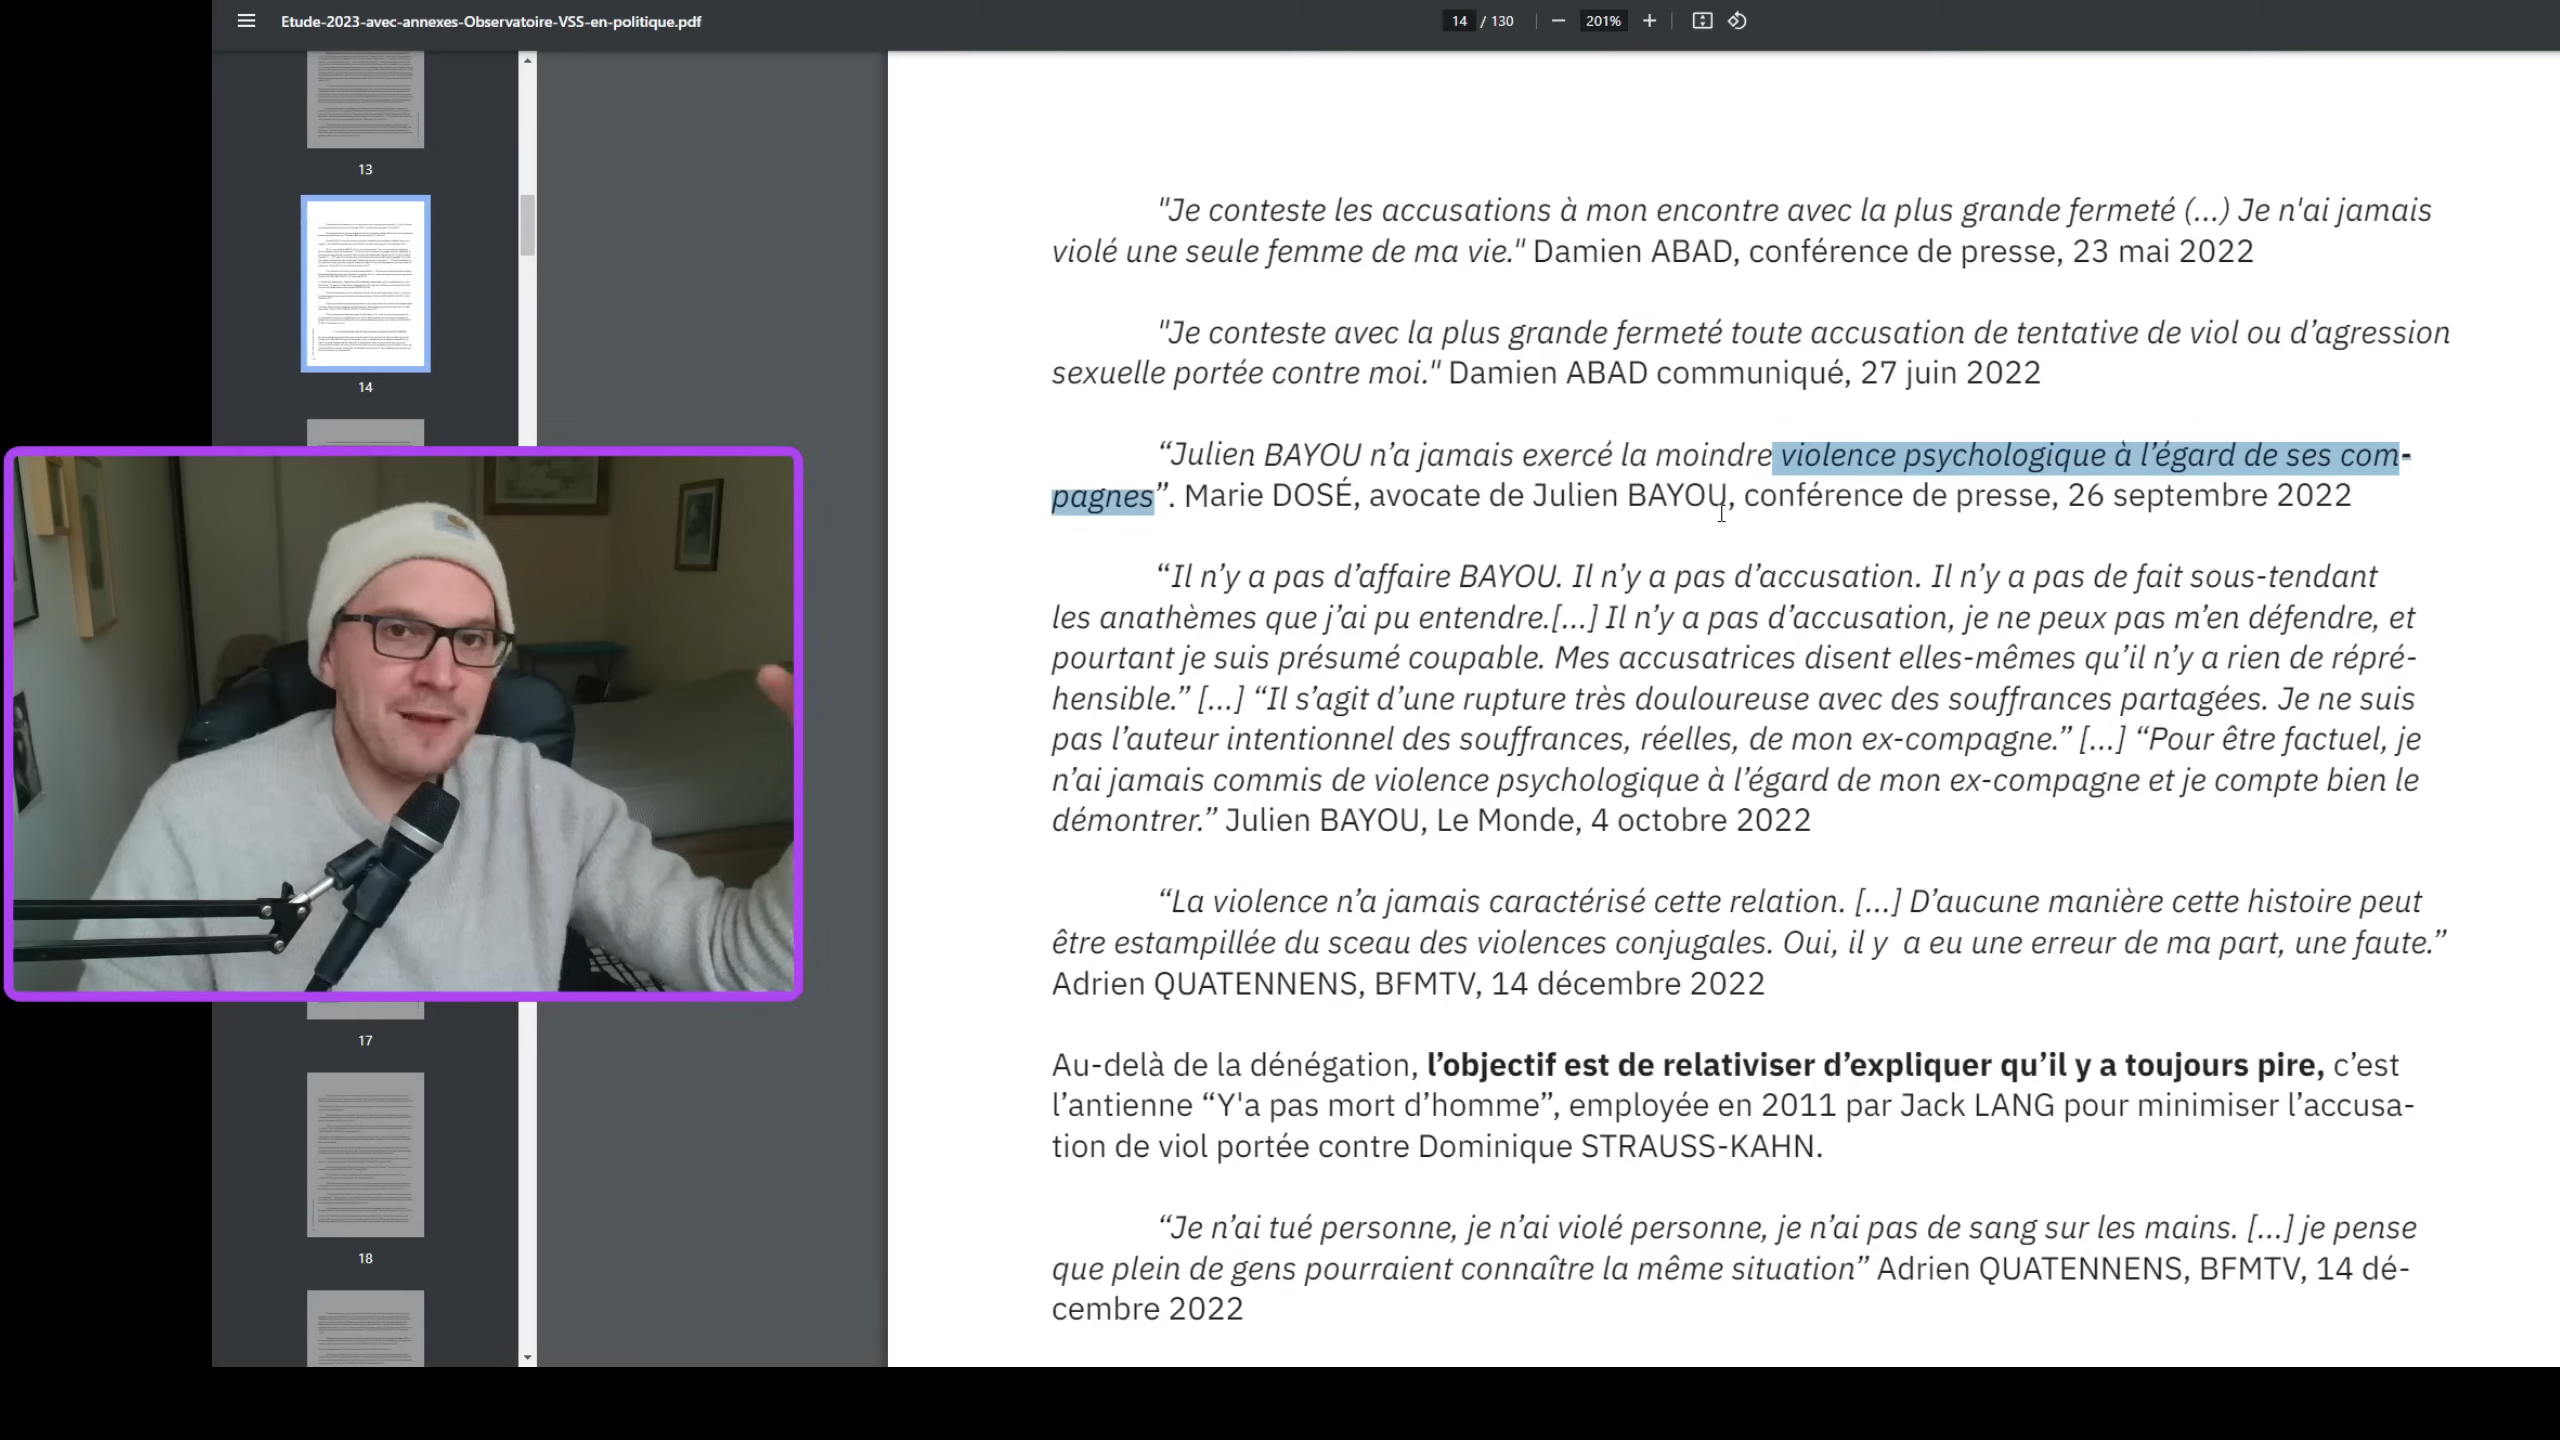 Etude-2023-avec-annexes-Observatoire-VSS-en-politique.pdf
14 / 130
201%
13
14
17
18
"Je conteste les accusations à mon encontre avec la plus grande fermeté (...) Je n'ai jamais
violé une seule femme de ma vie." Damien ABAD, conférence de presse, 23 mai 2022
"Je conteste avec la plus grande fermeté toute accusation de tentative de viol ou d’agression
sexuelle portée contre moi." Damien ABAD communiqué, 27 juin 2022
“Julien BAYOU n’a jamais exercé la moindre violence psychologique à l’égard de ses com-
pagnes”. Marie DOSÉ, avocate de Julien BAYOU, conférence de presse, 26 septembre 2022
“Il n’y a pas d’affaire BAYOU. Il n’y a pas d’accusation. Il n’y a pas de fait sous-tendant
les anathèmes que j’ai pu entendre.[...] Il n’y a pas d’accusation, je ne peux pas m’en défendre, et
pourtant je suis présumé coupable. Mes accusatrices disent elles-mêmes qu’il n’y a rien de répré-
hensible.” [...] “Il s’agit d’une rupture très douloureuse avec des souffrances partagées. Je ne suis
pas l’auteur intentionnel des souffrances, réelles, de mon ex-compagne.” [...] “Pour être factuel, je
n’ai jamais commis de violence psychologique à l’égard de mon ex-compagne et je compte bien le
démontrer.” Julien BAYOU, Le Monde, 4 octobre 2022
“La violence n’a jamais caractérisé cette relation. [...] D’aucune manière cette histoire peut
être estampillée du sceau des violences conjugales. Oui, il y  a eu une erreur de ma part, une faute.”
Adrien QUATENNENS, BFMTV, 14 décembre 2022
Au-delà de la dénégation, l’objectif est de relativiser d’expliquer qu’il y a toujours pire, c’est
l’antienne “Y'a pas mort d’homme”, employée en 2011 par Jack LANG pour minimiser l’accusa-
tion de viol portée contre Dominique STRAUSS-KAHN.
“Je n’ai tué personne, je n’ai violé personne, je n’ai pas de sang sur les mains. [...] je pense
que plein de gens pourraient connaître la même situation” Adrien QUATENNENS, BFMTV, 14 dé-
cembre 2022